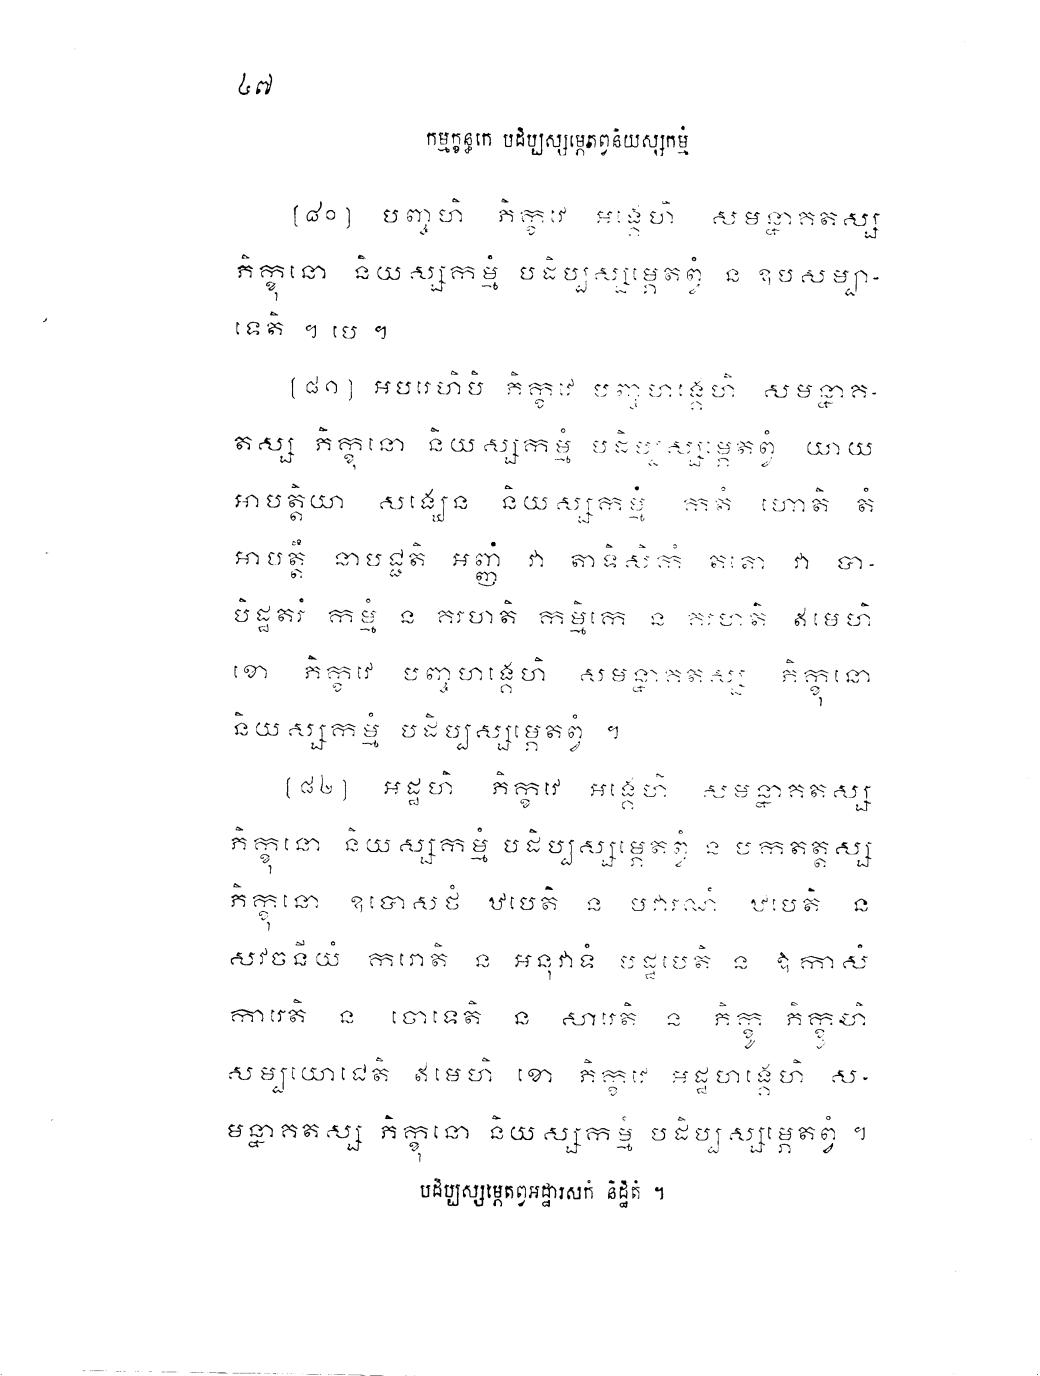 ៤៧
កម្មក្ខន្ធកេ បដិប្បស្សម្ភេតព្វនិយស្សកម្មំ
[៨០] បញ្ចហិ ភិក្ខវេ អង្គេហិ សមន្នាគតស្ស
ភិក្ខុនោ និយស្សកម្មំ បដិប្បស្សម្ភេតព្វំ ន ឧបសម្បា-
ទេតិ ។ បេ ។
[៨១] អបរេហិបិ ភិក្ខវេ បញ្ចហង្គេហិ សមន្នាគ-
តស្ស ភិក្ខុនោ និយស្សកម្មំ បដិប្បស្សម្ភេតព្វំ យាយ
អាបត្តិយា សង្ឃេន និយស្សកម្មំ កតំ ហោតិ តំ
អាបត្តឹ នាបជ្ជតិ អញ្ញំ វា តាទិសិកំ តតោ វា បា-
បិដ្ឋតរំ កម្មំ ន គរហាតិ កម្មិកេ ន គរហាតិ ឥមេហិ
ខោ ភិក្ខវេ បញ្ចហង្គេហិ សមន្នាគតស្ស ភិក្ខុនោ
និយស្សកម្មំ បដិប្បស្សម្ភេតព្វំ ។
[៨២] អដ្ឋហិ ភិក្ខវេ អង្គេហិ សមន្នាគតស្ស
ភិក្ខុនោ និយស្សកម្មំ បដិប្បស្សម្ភេតព្វំ ន បកតត្តស្ស
ភិក្ខុនោ ឧបោសថំ ឋបេតិ ន បវារណំ ឋបេតិ ន
សវចនីយំ ករោតិ ន អនុវាទំ បដ្ឋបេតិ ន ឱកាសំ
ការេតិ ន ចោទេតិ ន សារេតិ ន ភិក្ខូ ភិក្ខូហិ
សម្បយោជេតិ ឥមេហិ ខោ ភិក្ខវេ អដ្ឋហង្គេហិ ស-
មន្នាគតស្ស ភិក្ខុនោ និយស្សកម្មំ បដិប្បស្សម្ភេតព្វំ ។
បដិប្បស្សម្ភេតព្វអដ្ឋារសកំ និដ្ឋិតំ ។